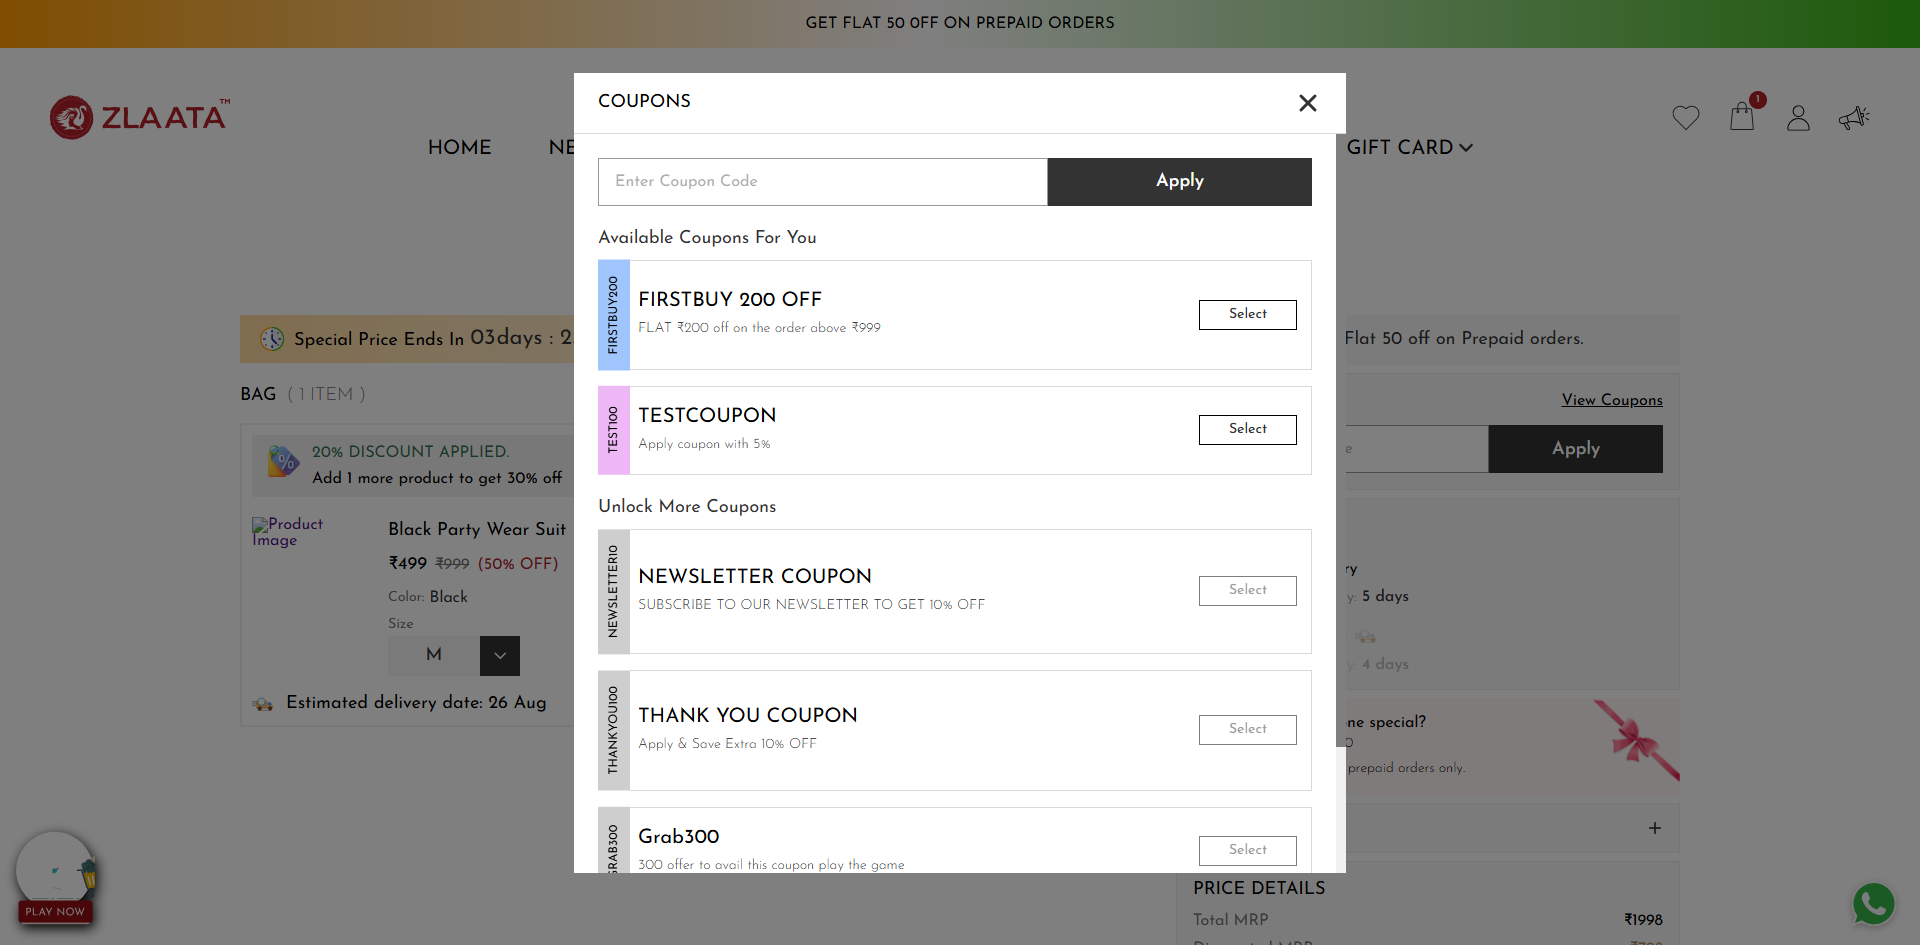 GET FLAT 50 0FF ON PREPAID ORDERS
ZLAATA™
HOME
NE
GIFT CARD
1
COUPONS
Enter Coupon Code
Apply
Available Coupons For You
FIRSTBUY200
FIRSTBUY 200 OFF
FLAT ₹200 off on the order above ₹999
Select
TEST100
TESTCOUPON
Apply coupon with 5%
Select
Unlock More Coupons
NEWSLETTER10
NEWSLETTER COUPON
SUBSCRIBE TO OUR NEWSLETTER TO GET 10% OFF
Select
THANKYOU100
THANK YOU COUPON
Apply & Save Extra 10% OFF
Select
GRAB300
Grab300
300 offer to avail this coupon play the game
Select
Special Price Ends In 03days : 2
BAG ( 1 ITEM )
20% DISCOUNT APPLIED.
Add 1 more product to get 30% off
Product Image
Black Party Wear Suit
₹499 ₹999 (50% OFF)
Color: Black
Size
M
Estimated delivery date: 26 Aug
Flat 50 off on Prepaid orders.
View Coupons
e
Apply
ry
y: 5 days
y: 4 days
ne special?
0
prepaid orders only.
+
PRICE DETAILS
Total MRP ₹1998
PLAY NOW